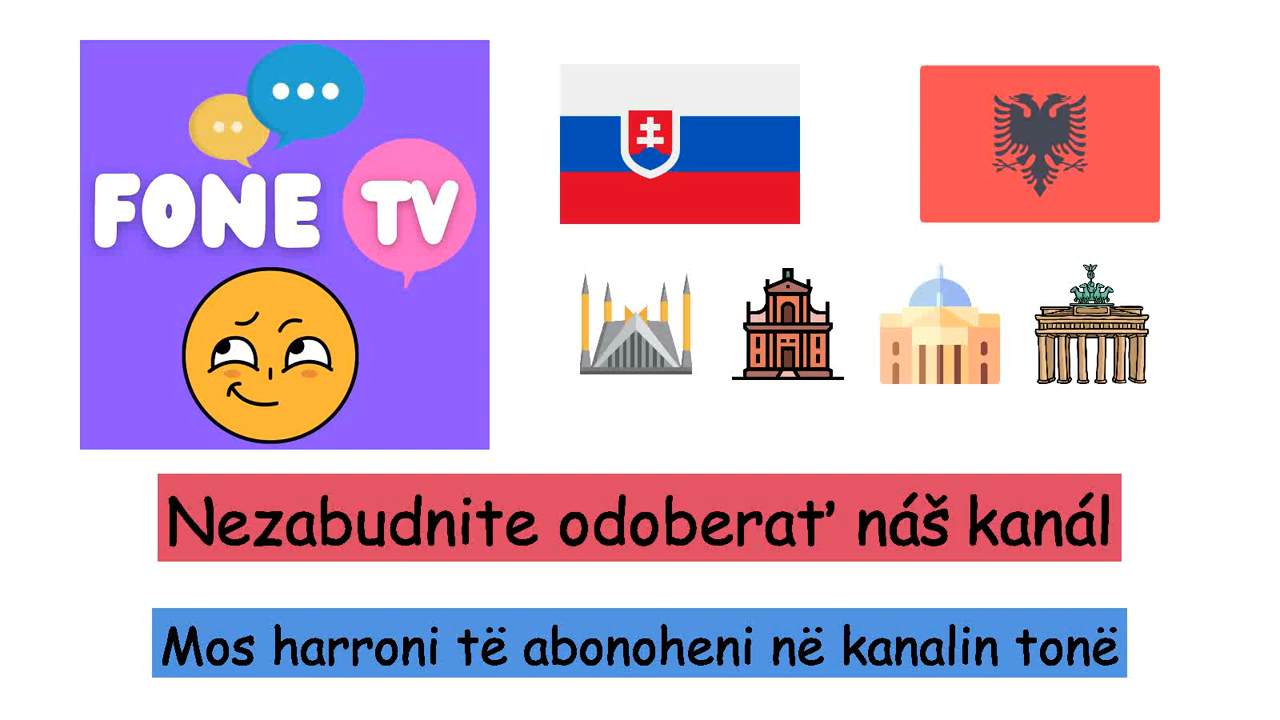 FONE TV
Nezabudnite odoberať náš kanál
Mos harroni të abonoheni në kanalin tonë